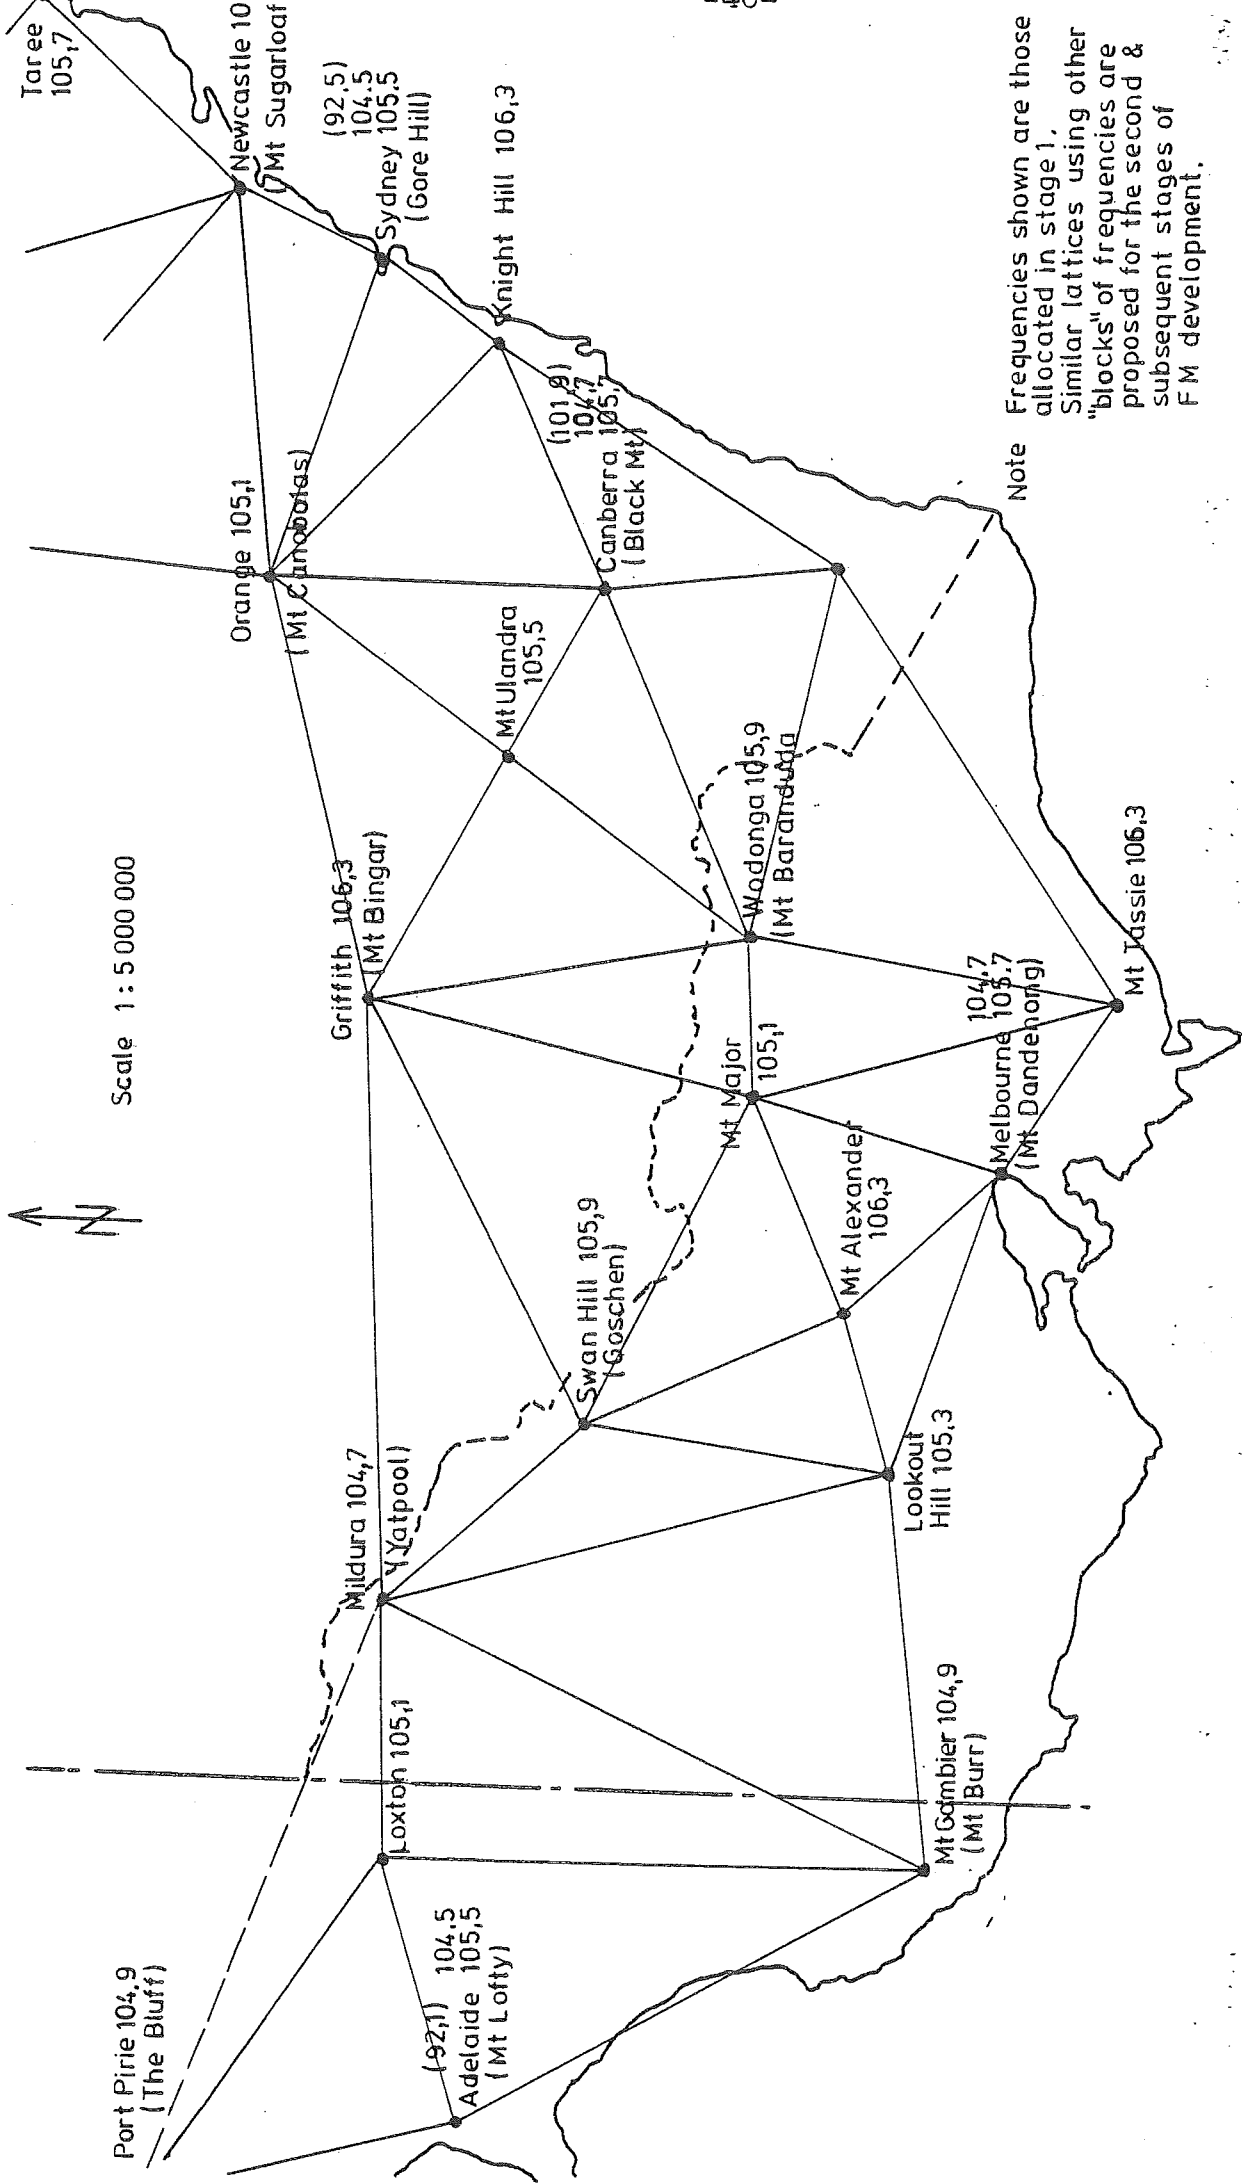 Scale 1 : 5 000 000
N
Port Pirie 104,9
(The Bluff)
(92,1) 104.5
Adelaide 105,5
(Mt Lofty)
Loxton 105,1
Mt Gambier 104,9
(Mt Burr)
Mildura 104,7
(Yatpool)
Lookout
Hill 105,3
Swan Hill 105,9
(Goschen)
Mt Alexander
106,3
Melbourne 104,7
105.7
(Mt Dandenong)
Mt Major
105,1
Griffith 106,3
(Mt Bingar)
Wodonga 105,9
(Mt Baranduda
Mt Tassie 106,3
Mt Ulandra
105,5
Orange 105,1
(Mt Canobolas)
(101,9)
104,7
Canberra 105,7
(Black Mt)
Knight Hill 106,3
(92,5)
104.5
Sydney 105.5
(Gore Hill)
Newcastle 10
(Mt Sugarloaf
Taree
105,7
Note Frequencies shown are those
allocated in stage 1.
Similar lattices using other
"blocks" of frequencies are
proposed for the second &
subsequent stages of
FM development.